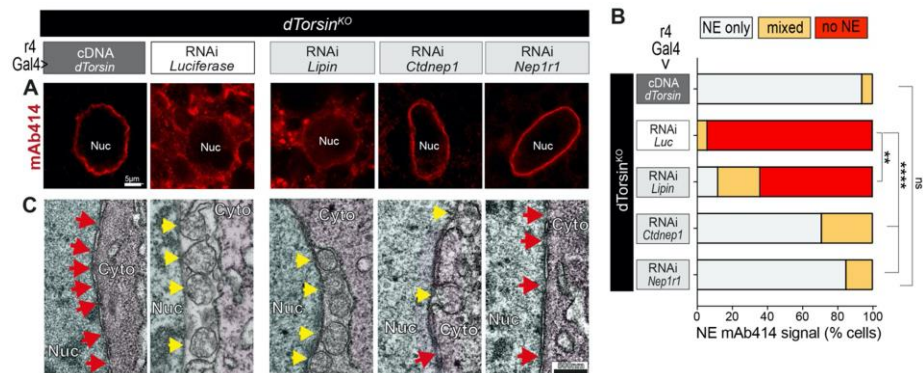 dTorsinKO
r4
Gal4>
cDNA
dTorsin
RNAi
Luciferase
RNAi
Lipin
RNAi
Ctdnep1
RNAi
Nep1r1
A
mAb414
Nuc
5μm
Nuc
Nuc
Nuc
Nuc
C
Cyto
Nuc
Cyto
Nuc
Cyto
Nuc
Nuc
Cyto
Nuc
Cyto
500nm
B
r4
Gal4
V
NE only
mixed
no NE
dTorsinKO
cDNA
dTorsin
RNAi
Luc
RNAi
Lipin
RNAi
Ctdnep1
RNAi
Nep1r1
**
****
ns
0 20 40 60 80 100
NE mAb414 signal (% cells)